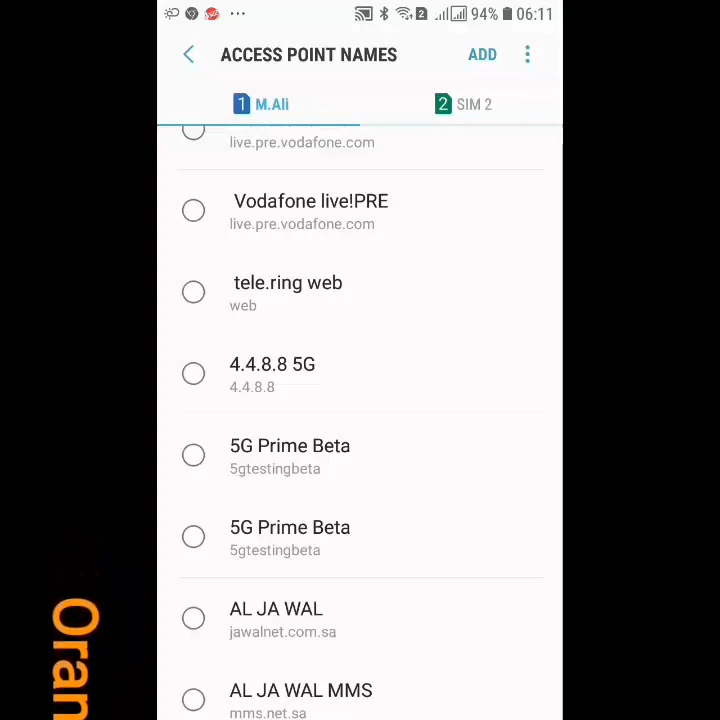 94% 06:11
ACCESS POINT NAMES ADD
1 M.Ali 2 SIM 2
live.pre.vodafone.com
Vodafone live!PRE
live.pre.vodafone.com
tele.ring web
web
4.4.8.8 5G
4.4.8.8
5G Prime Beta
5gtestingbeta
5G Prime Beta
5gtestingbeta
AL JA WAL
jawalnet.com.sa
AL JA WAL MMS
mms.net.sa
Oran